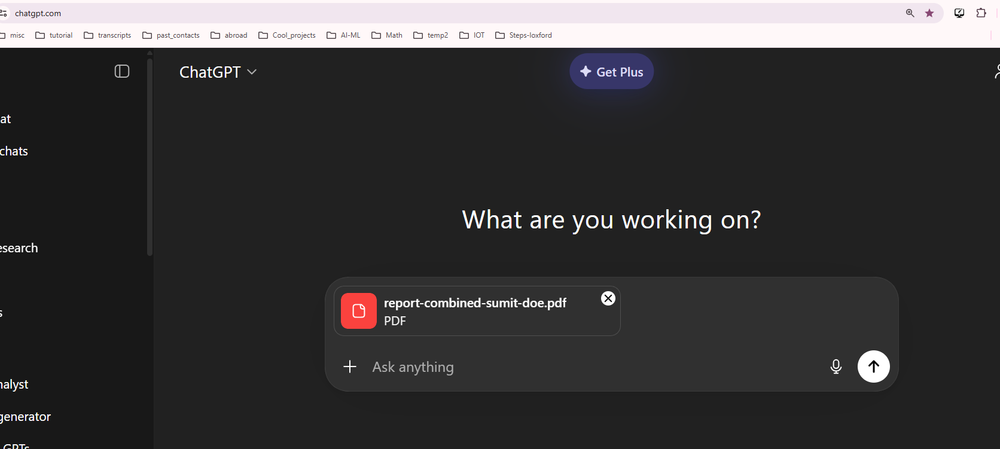 chatgpt.com
misc
tutorial
transcripts
past_contacts
abroad
Cool_projects
AI-ML
Math
temp2
IOT
Steps-loxford
ChatGPT
Get Plus
at
chats
esearch
s
nalyst
generator
GPTs
What are you working on?
report-combined-sumit-doe.pdf
PDF
Ask anything